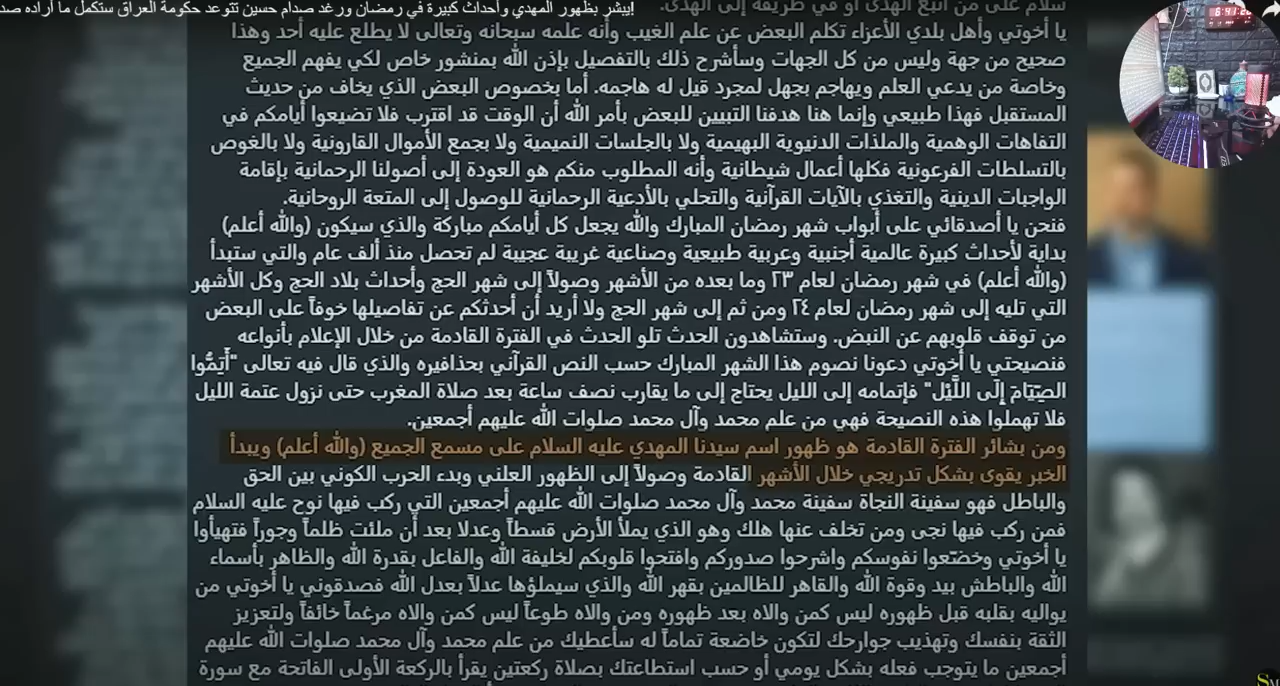 !يبشر بظهور المهدي وأحداث كبيرة في رمضان ورغد صدام حسين تتوعد حكومة العراق ستكمل ما أراده صد
سلام على من اتبع الهدى أو في طريقه إلى الهدى.
يا أخوتي وأهل بلدي الأعزاء تكلم البعض عن علم الغيب وأنه علمه سبحانه وتعالى لا يطلع عليه أحد وهذا
صحيح من جهة وليس من كل الجهات وسأشرح ذلك بالتفصيل بإذن الله بمنشور خاص لكي يفهم الجميع
وخاصة من يدعي العلم ويهاجم بجهل لمجرد قيل له هاجمه. أما بخصوص البعض الذي يخاف من حديث
المستقبل فهذا طبيعي وإنما هنا هدفنا التبيين للبعض بأمر الله أن الوقت قد اقترب فلا تضيعوا أيامكم في
التفاهات الوهمية والملذات الدنيوية البهيمية ولا بالجلسات النميمية ولا بجمع الأموال القارونية ولا بالغوص
بالتسلطات الفرعونية فكلها أعمال شيطانية وأنه المطلوب منكم هو العودة إلى أصولنا الرحمانية بإقامة
الواجبات الدينية والتغذي بالآيات القرآنية والتحلي بالأدعية الرحمانية للوصول إلى المتعة الروحانية.
فنحن يا أصدقائي على أبواب شهر رمضان المبارك والله يجعل كل أيامكم مباركة والذي سيكون (والله أعلم)
بداية لأحداث كبيرة عالمية أجنبية وعربية طبيعية وصناعية غريبة عجيبة لم تحصل منذ ألف عام والتي ستبدأ
(والله أعلم) في شهر رمضان لعام ٢٣ وما بعده من الأشهر وصولاً إلى شهر الحج وأحداث بلاد الحج وكل الأشهر
التي تليه إلى شهر رمضان لعام ٢٤ ومن ثم إلى شهر الحج ولا أريد أن أحدثكم عن تفاصيلها خوفاً على البعض
من توقف قلوبهم عن النبض. وستشاهدون الحدث تلو الحدث في الفترة القادمة من خلال الإعلام بأنواعه
فنصيحتي يا أخوتي دعونا نصوم هذا الشهر المبارك حسب النص القرآني بحذافيره والذي قال فيه تعالى "أَتِمُّوا
الصِّيَامَ إِلَى اللَّيْل" فإتمامه إلى الليل يحتاج إلى ما يقارب نصف ساعة بعد صلاة المغرب حتى نزول عتمة الليل
فلا تهملوا هذه النصيحة فهي من علم محمد وآل محمد صلوات الله عليهم أجمعين.
ومن بشائر الفترة القادمة هو ظهور اسم سيدنا المهدي عليه السلام على مسمع الجميع (والله أعلم) ويبدأ
الخبر يقوى بشكل تدريجي خلال الأشهر القادمة وصولاً إلى الظهور العلني وبدء الحرب الكوني بين الحق
والباطل فهو سفينة النجاة سفينة محمد وآل محمد صلوات الله عليهم أجمعين التي ركب فيها نوح عليه السلام
فمن ركب فيها نجى ومن تخلف عنها هلك وهو الذي يملأ الأرض قسطاً وعدلا بعد أن ملئت ظلماً وجوراً فتهيأوا
يا أخوتي وخضّعوا نفوسكم واشرحوا صدوركم وافتحوا قلوبكم لخليفة الله والفاعل بقدرة الله والظاهر بأسماء
الله والباطش بيد وقوة الله والقاهر للظالمين بقهر الله والذي سيملؤها عدلاً بعدل الله فصدقوني يا أخوتي من
يواليه بقلبه قبل ظهوره ليس كمن والاه بعد ظهوره ومن والاه طوعاً ليس كمن والاه مرغماً خائفاً ولتعزيز
الثقة بنفسك وتهذيب جوارحك لتكون خاضعة تماماً له سأعطيك من علم محمد وآل محمد صلوات الله عليهم
أجمعين ما يتوجب فعله بشكل يومي أو حسب استطاعتك بصلاة ركعتين يقرأ بالركعة الأولى الفاتحة مع سورة